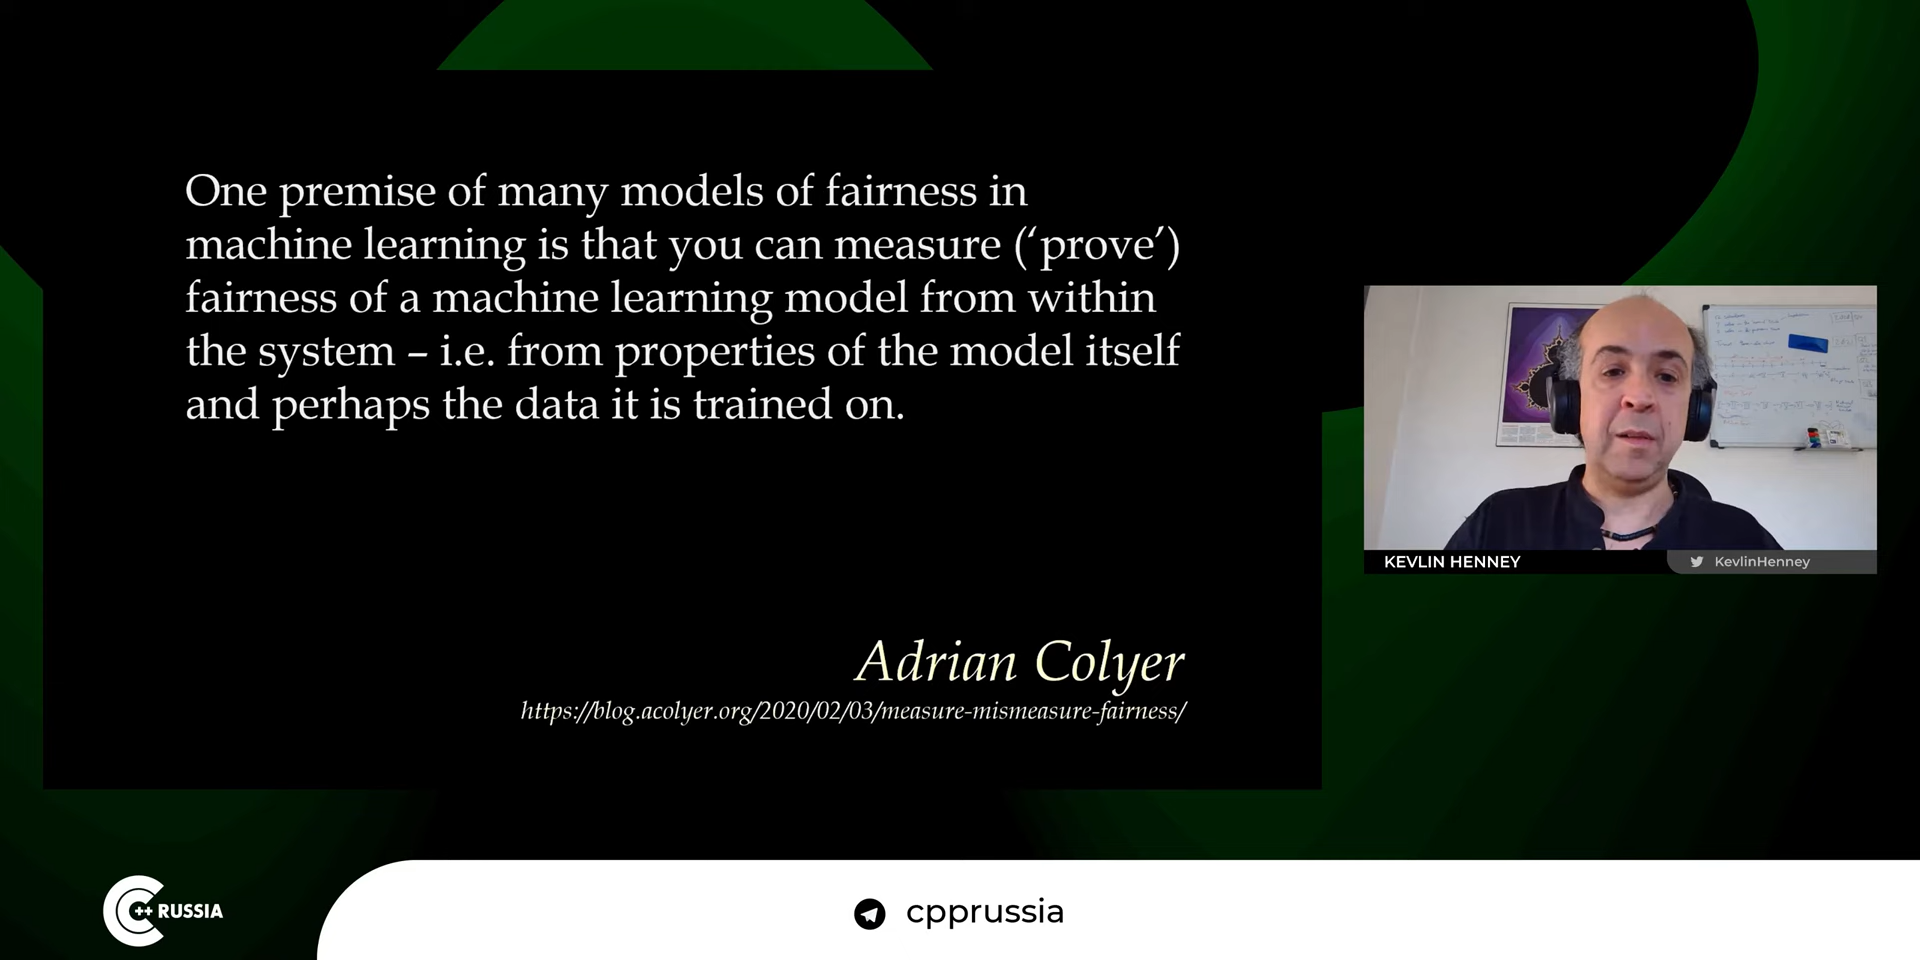 One premise of many models of fairness in
machine learning is that you can measure (‘prove’)
fairness of a machine learning model from within
the system – i.e. from properties of the model itself
and perhaps the data it is trained on.
Adrian Colyer
https://blog.acolyer.org/2020/02/03/measure-mismeasure-fairness/
KEVLIN HENNEY
KevlinHenney
C++ RUSSIA
cpprussia